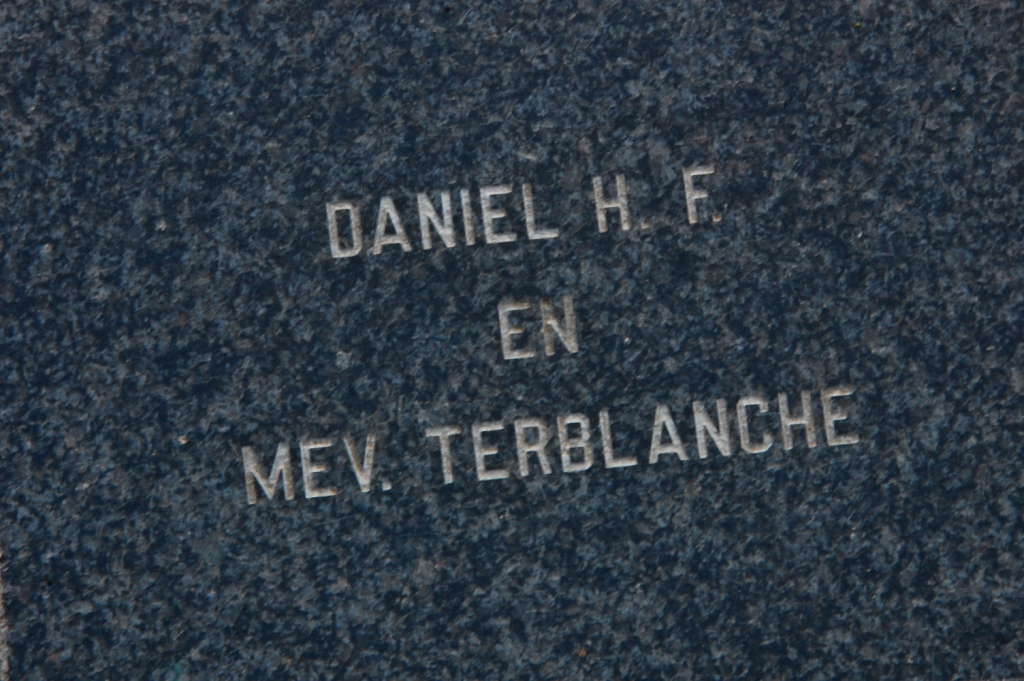 DANIEL H. F.
EN
MEV. TERBLANCHE